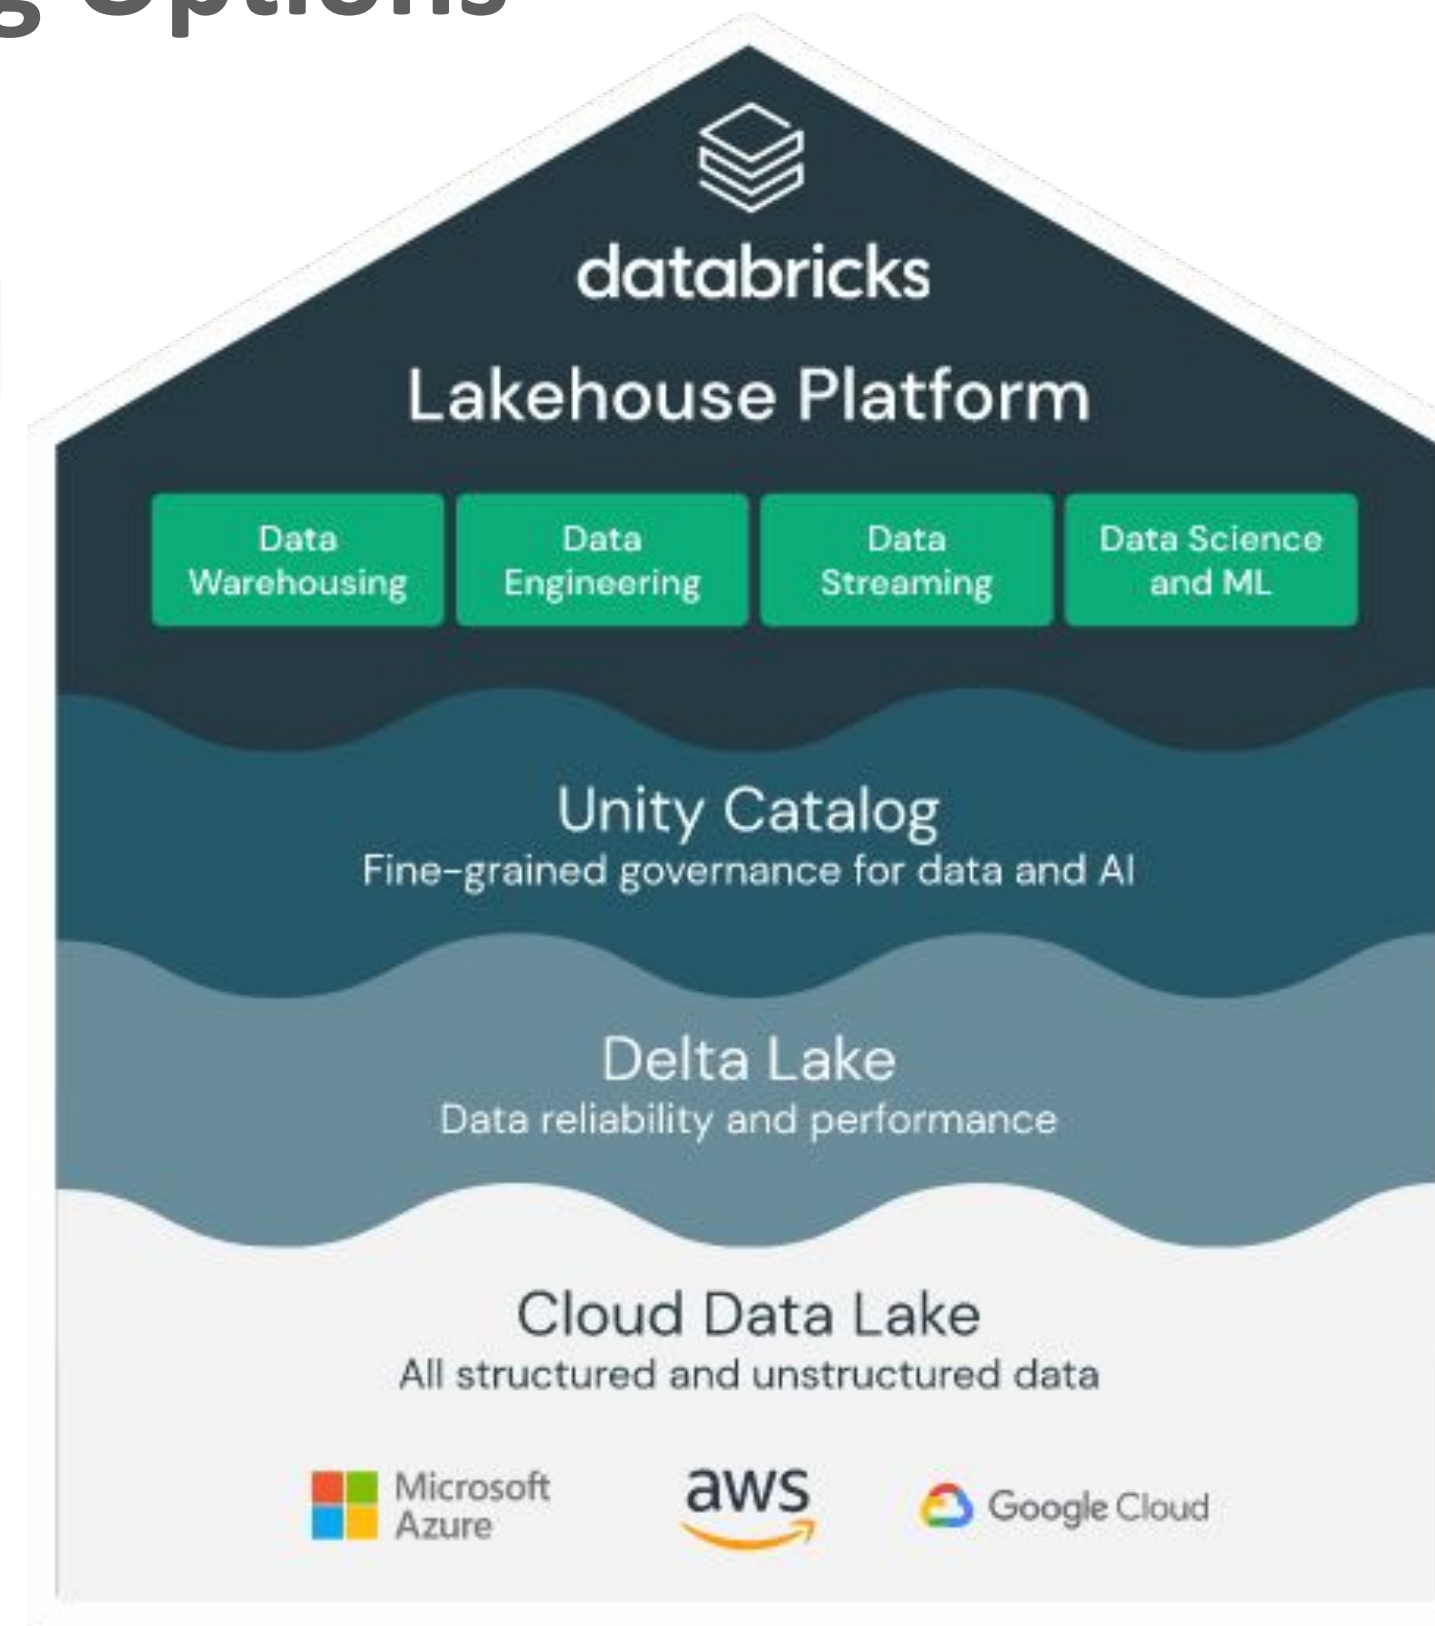 g Options
databricks
Lakehouse Platform
Data Warehousing
Data Engineering
Data Streaming
Data Science and ML
Unity Catalog
Fine-grained governance for data and AI
Delta Lake
Data reliability and performance
Cloud Data Lake
All structured and unstructured data
Microsoft Azure
aws
Google Cloud